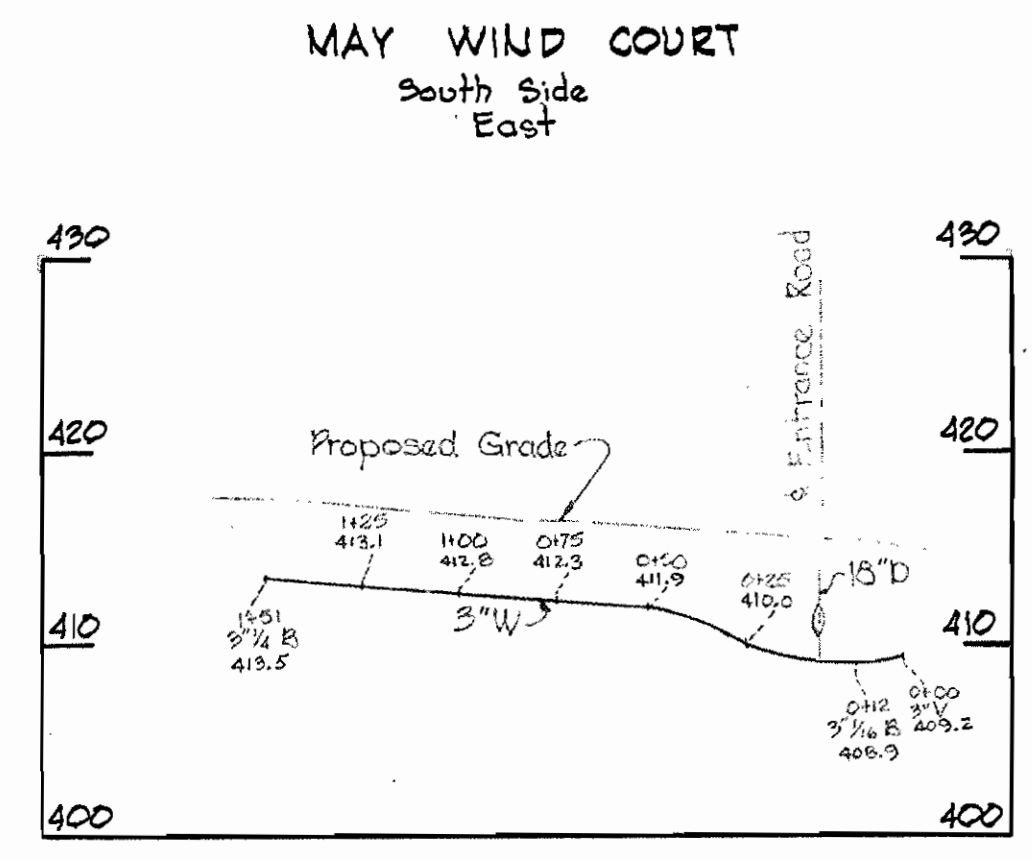 MAY WIND COURT
South Side
East
430
430
℄ Entrance Road
420
420
Proposed Grade
1+25
413.1
1+00
412.8
0+75
412.3
0+50
411.9
0+25
410.0
18"D
410
410
1+51
3" 1/4 B
413.5
3"W
0+12
3" 1/16 B
408.9
0+00
3"V
409.2
400
400